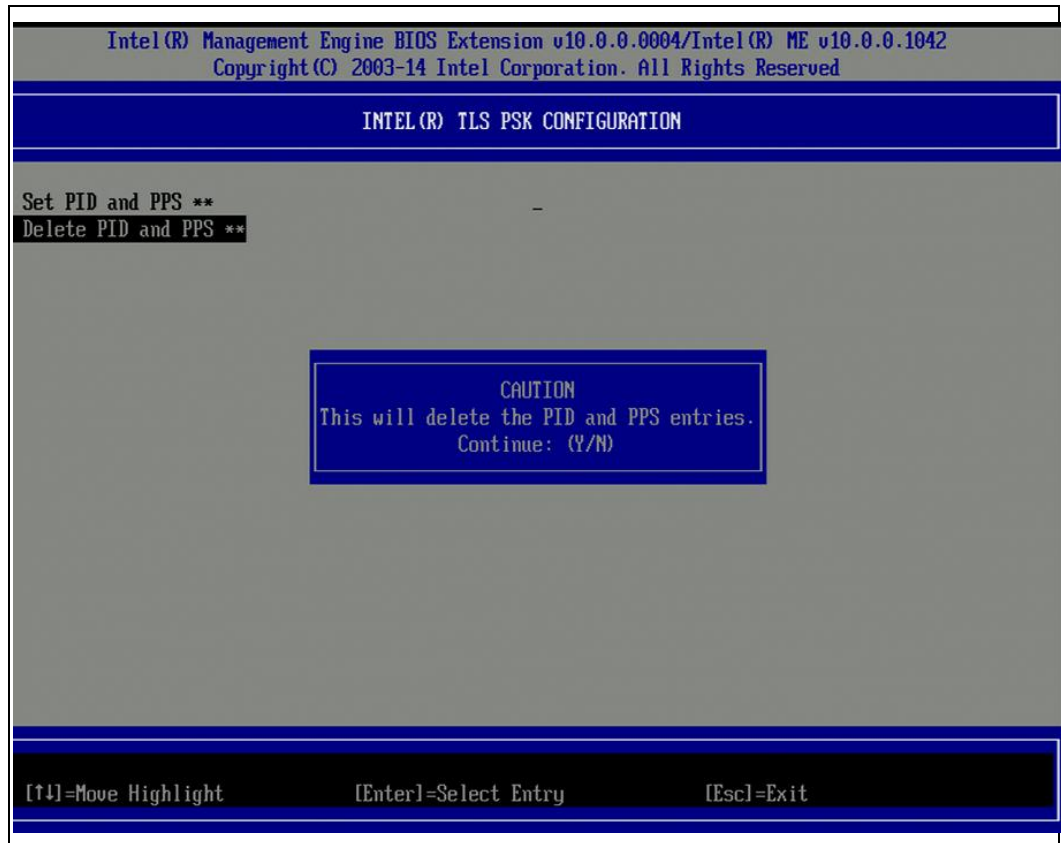 Intel(R) Management Engine BIOS Extension v10.0.0.0004/Intel(R) ME v10.0.0.1042
Copyright(C) 2003-14 Intel Corporation. All Rights Reserved
INTEL(R) TLS PSK CONFIGURATION
Set PID and PPS **
Delete PID and PPS **
CAUTION
This will delete the PID and PPS entries.
Continue: (Y/N)
[↑↓]=Move Highlight [Enter]=Select Entry [Esc]=Exit